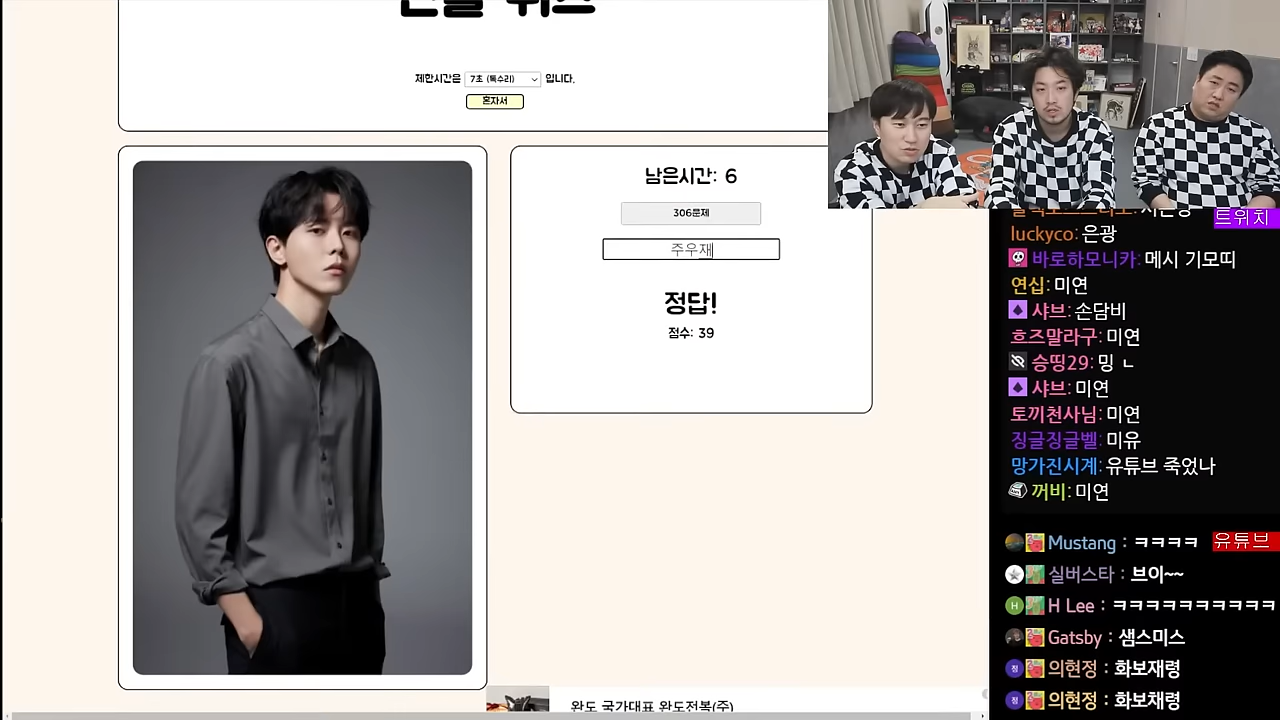 인물 퀴즈
제한시간은 7초 (독수리) 입니다.
혼자서
남은시간: 6
306문제
주우재
정답!
점수: 39
완도 국가대표 완도전복(주)
트위치
luckyco: 은광
바로하모니카: 메시 기모띠
연십: 미연
샤브: 손담비
흐즈말라구: 미연
승띵29: 밍 ㄴ
샤브: 미연
토끼천사님: 미연
징글징글벨: 미유
망가진시계: 유튜브 죽었나
꺼비: 미연
유튜브
Mustang : ㅋㅋㅋㅋ
실버스타 : 브이~~
H Lee : ㅋㅋㅋㅋㅋㅋㅋㅋㅋㅋ
Gatsby : 샘스미스
의현정 : 화보재령
의현정 : 화보재령